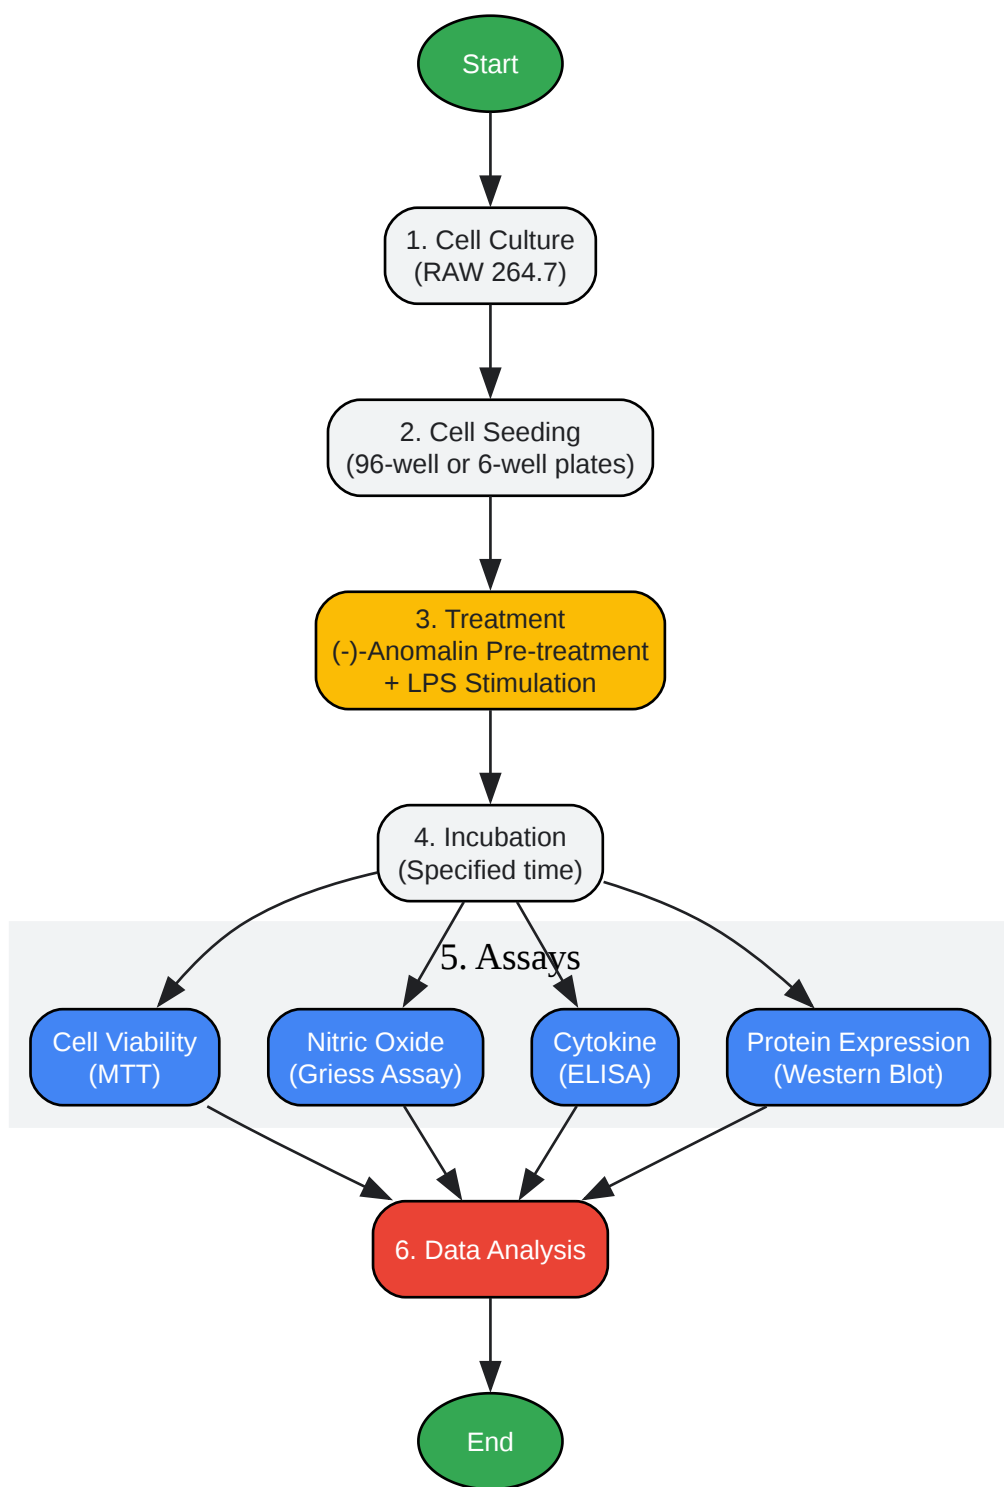 Start
1. Cell Culture
(RAW 264.7)
2. Cell Seeding
(96-well or 6-well plates)
3. Treatment
(-)-Anomalin Pre-treatment
+ LPS Stimulation
4. Incubation
(Specified time)
5. Assays
Cell Viability
(MTT)
Nitric Oxide
(Griess Assay)
Cytokine
(ELISA)
Protein Expression
(Western Blot)
6. Data Analysis
End